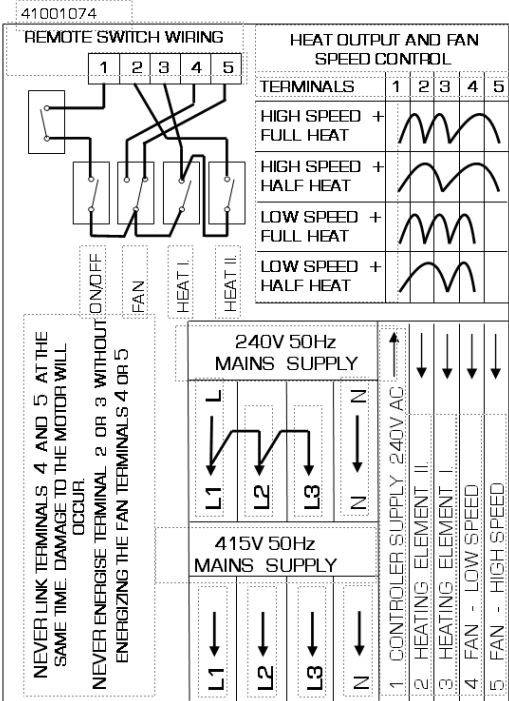 41001074
REMOTE SWITCH WIRING
1 2 3 4 5
ON/OFF
FAN
HEAT I.
HEAT II.
HEAT OUTPUT AND FAN
SPEED CONTROL
TERMINALS 1 2 3 4 5
HIGH SPEED +
FULL HEAT
HIGH SPEED +
HALF HEAT
LOW SPEED +
FULL HEAT
LOW SPEED +
HALF HEAT
NEVER LINK TERMINALS 4 AND 5 AT THE
SAME TIME. DAMAGE TO THE MOTOR WILL
OCCUR.
NEVER ENERGISE TERMINAL 2 OR 3 WITHOUT
ENERGIZING THE FAN TERMINALS 4 OR 5
240V 50Hz
MAINS SUPPLY
L N
L1 L2 L3 N
415V 50Hz
MAINS SUPPLY
L1 L2 L3 N
1 CONTROLER SUPPLY 240V AC
2 HEATING ELEMENT II.
3 HEATING ELEMENT I.
4 FAN - LOW SPEED
5 FAN - HIGH SPEED